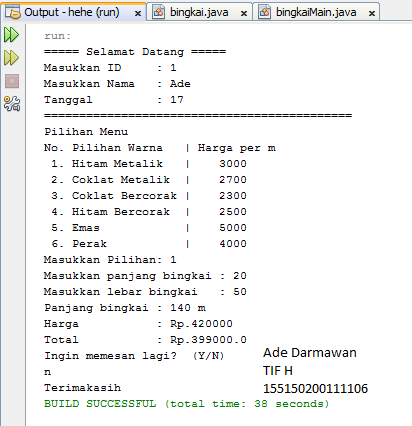 Output - hehe (run) bingkai.java bingkaiMain.java
run:
===== Selamat Datang =====
Masukkan ID : 1
Masukkan Nama : Ade
Tanggal : 17
===========================================
Pilihan Menu
No. Pilihan Warna | Harga per m
1. Hitam Metalik | 3000
2. Coklat Metalik | 2700
3. Coklat Bercorak | 2300
4. Hitam Bercorak | 2500
5. Emas | 5000
6. Perak | 4000
Masukkan Pilihan: 1
Masukkan panjang bingkai : 20
Masukkan lebar bingkai : 50
Panjang bingkai : 140 m
Harga : Rp.420000
Total : Rp.399000.0
Ingin memesan lagi? (Y/N)
n
Terimakasih
BUILD SUCCESSFUL (total time: 38 seconds)
Ade Darmawan
TIF H
155150200111106